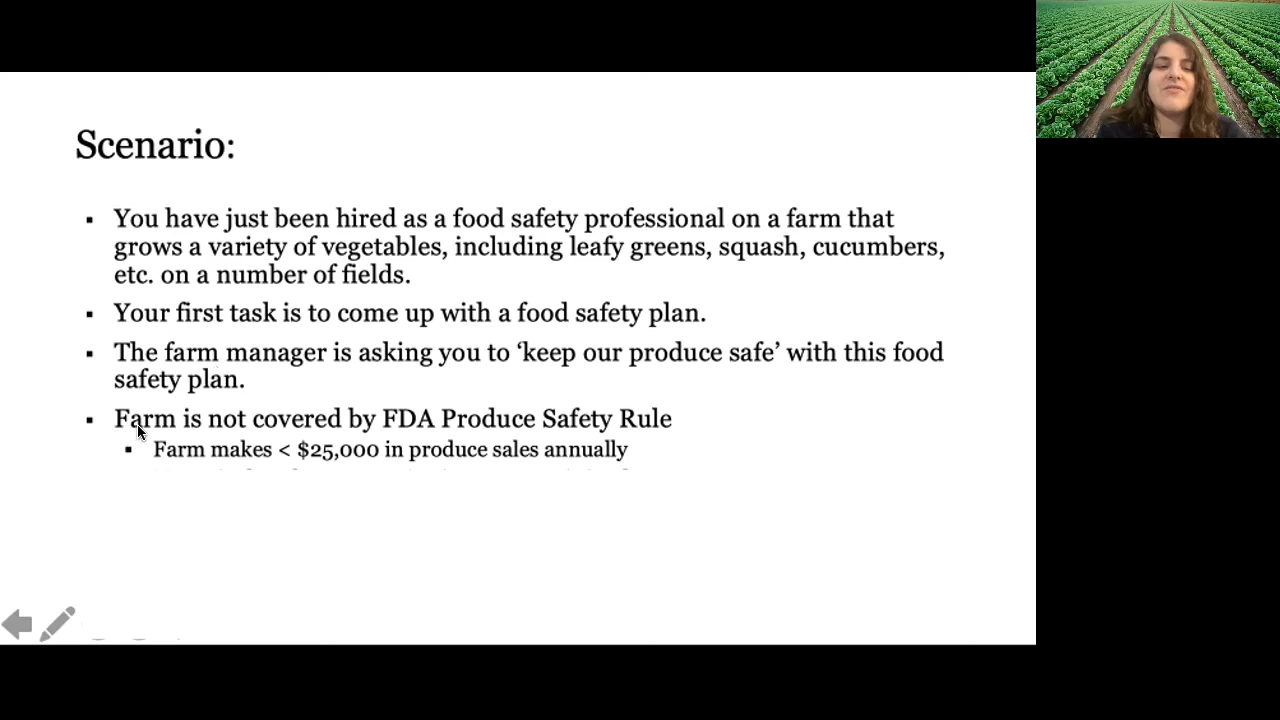 Scenario:
▪ You have just been hired as a food safety professional on a farm that
grows a variety of vegetables, including leafy greens, squash, cucumbers,
etc. on a number of fields.
▪ Your first task is to come up with a food safety plan.
▪ The farm manager is asking you to ‘keep our produce safe’ with this food
safety plan.
▪ Farm is not covered by FDA Produce Safety Rule
▪ Farm makes < $25,000 in produce sales annually